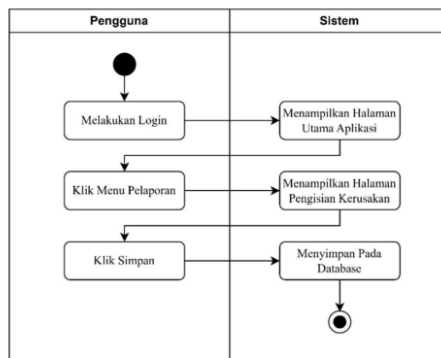 Pengguna
Sistem
Melakukan Login
Menampilkan Halaman
Utama Aplikasi
Klik Menu Pelaporan
Menampilkan Halaman
Pengisian Kerusakan
Klik Simpan
Menyimpan Pada
Database